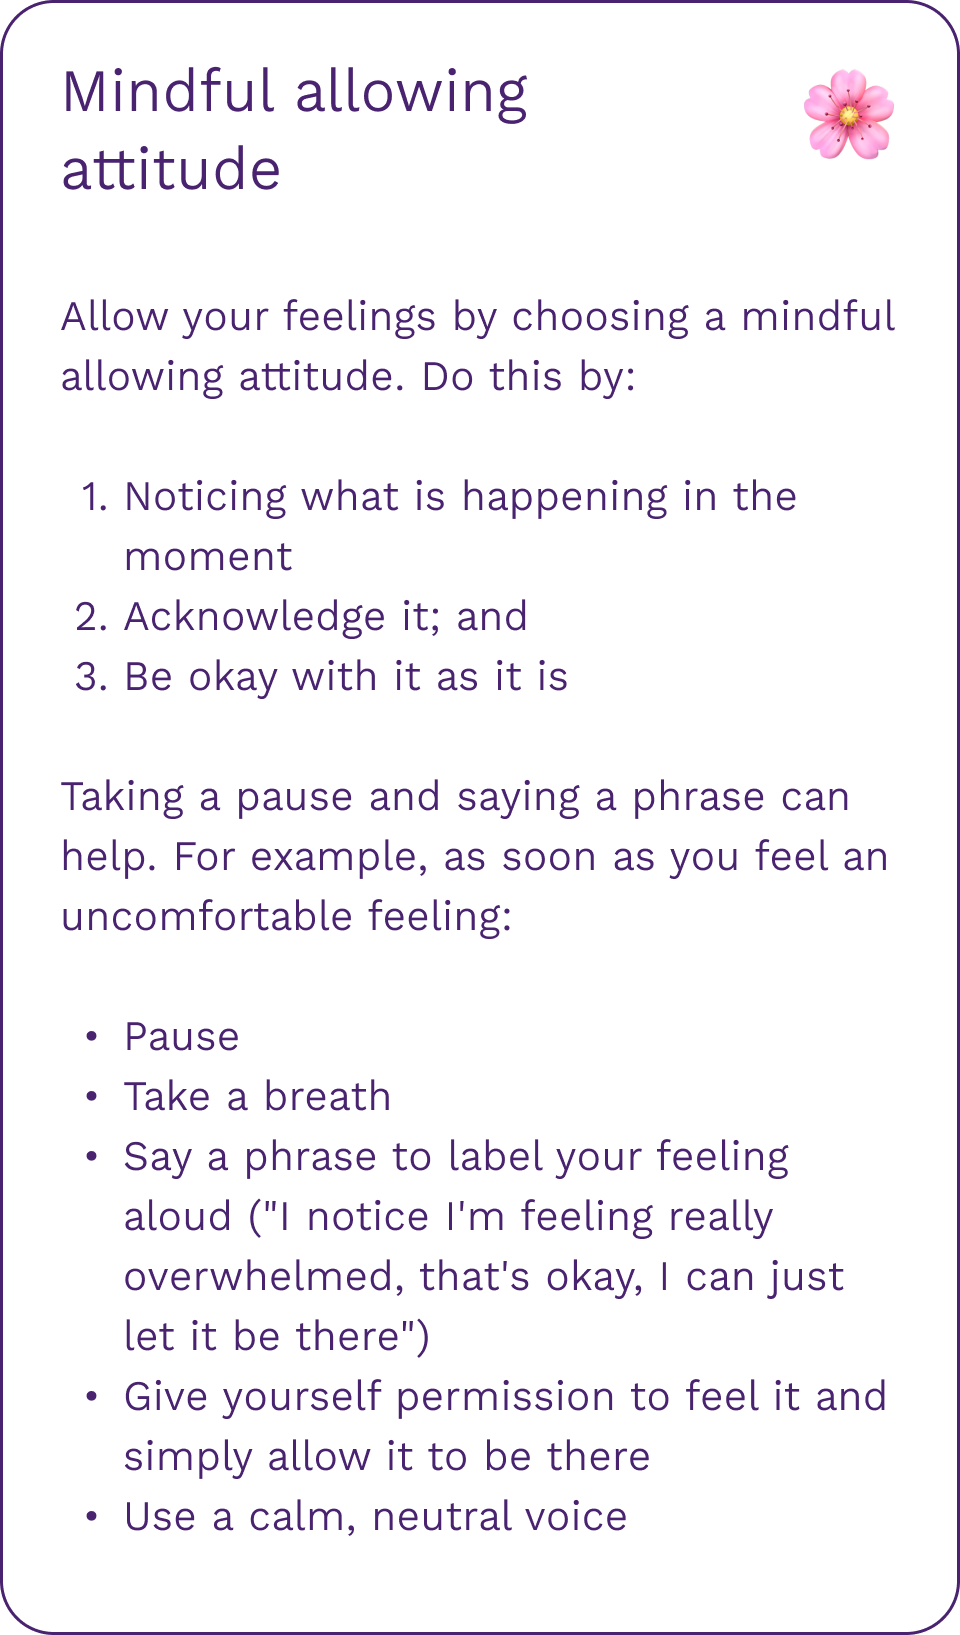 Mindful allowing
attitude
Allow your feelings by choosing a mindful
allowing attitude. Do this by:
1. Noticing what is happening in the
moment
2. Acknowledge it; and
3. Be okay with it as it is
Taking a pause and saying a phrase can
help. For example, as soon as you feel an
uncomfortable feeling:
• Pause
• Take a breath
• Say a phrase to label your feeling
aloud ("I notice I'm feeling really
overwhelmed, that's okay, I can just
let it be there")
• Give yourself permission to feel it and
simply allow it to be there
• Use a calm, neutral voice